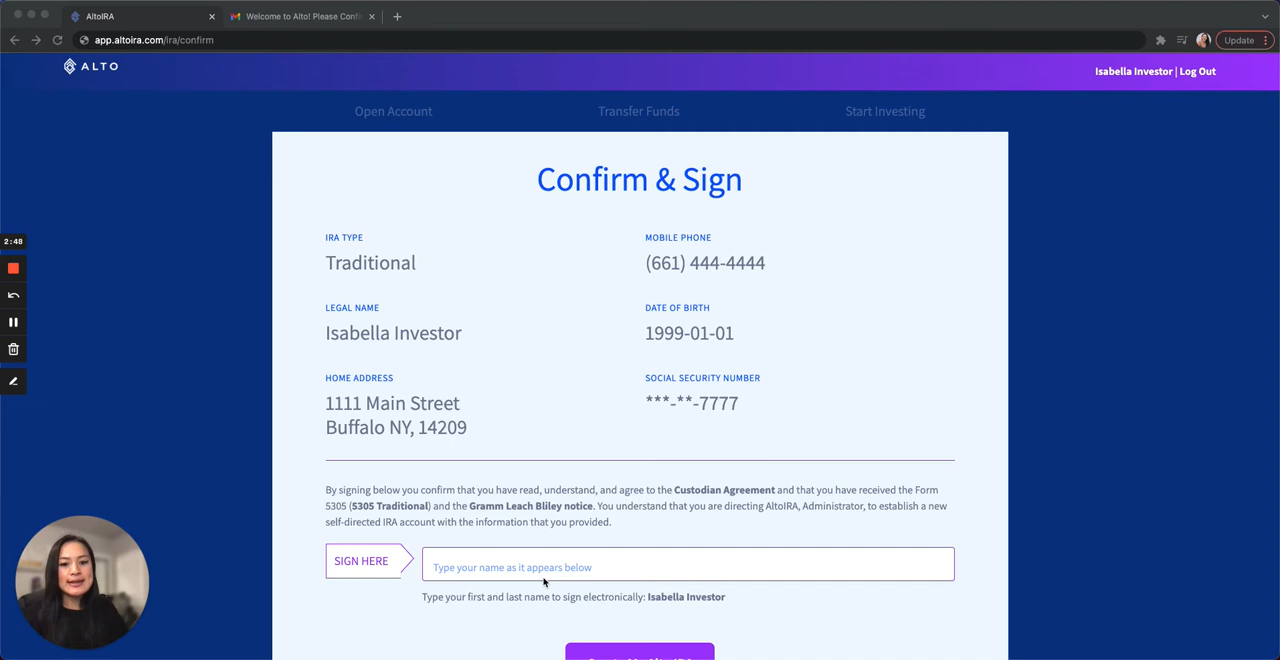 AltoIRA
Welcome to Alto! Please Confi
app.altoira.com/ira/confirm
Update
ALTO
Isabella Investor | Log Out
Open Account
Transfer Funds
Start Investing
Confirm & Sign
IRA TYPE
Traditional
MOBILE PHONE
(661) 444-4444
LEGAL NAME
Isabella Investor
DATE OF BIRTH
1999-01-01
HOME ADDRESS
1111 Main Street
Buffalo NY, 14209
SOCIAL SECURITY NUMBER
***-**-7777
2:48
By signing below you confirm that you have read, understand, and agree to the Custodian Agreement and that you have received the Form
5305 (5305 Traditional) and the Gramm Leach Bliley notice. You understand that you are directing AltoIRA, Administrator, to establish a new
self-directed IRA account with the information that you provided.
SIGN HERE
Type your name as it appears below
Type your first and last name to sign electronically: Isabella Investor